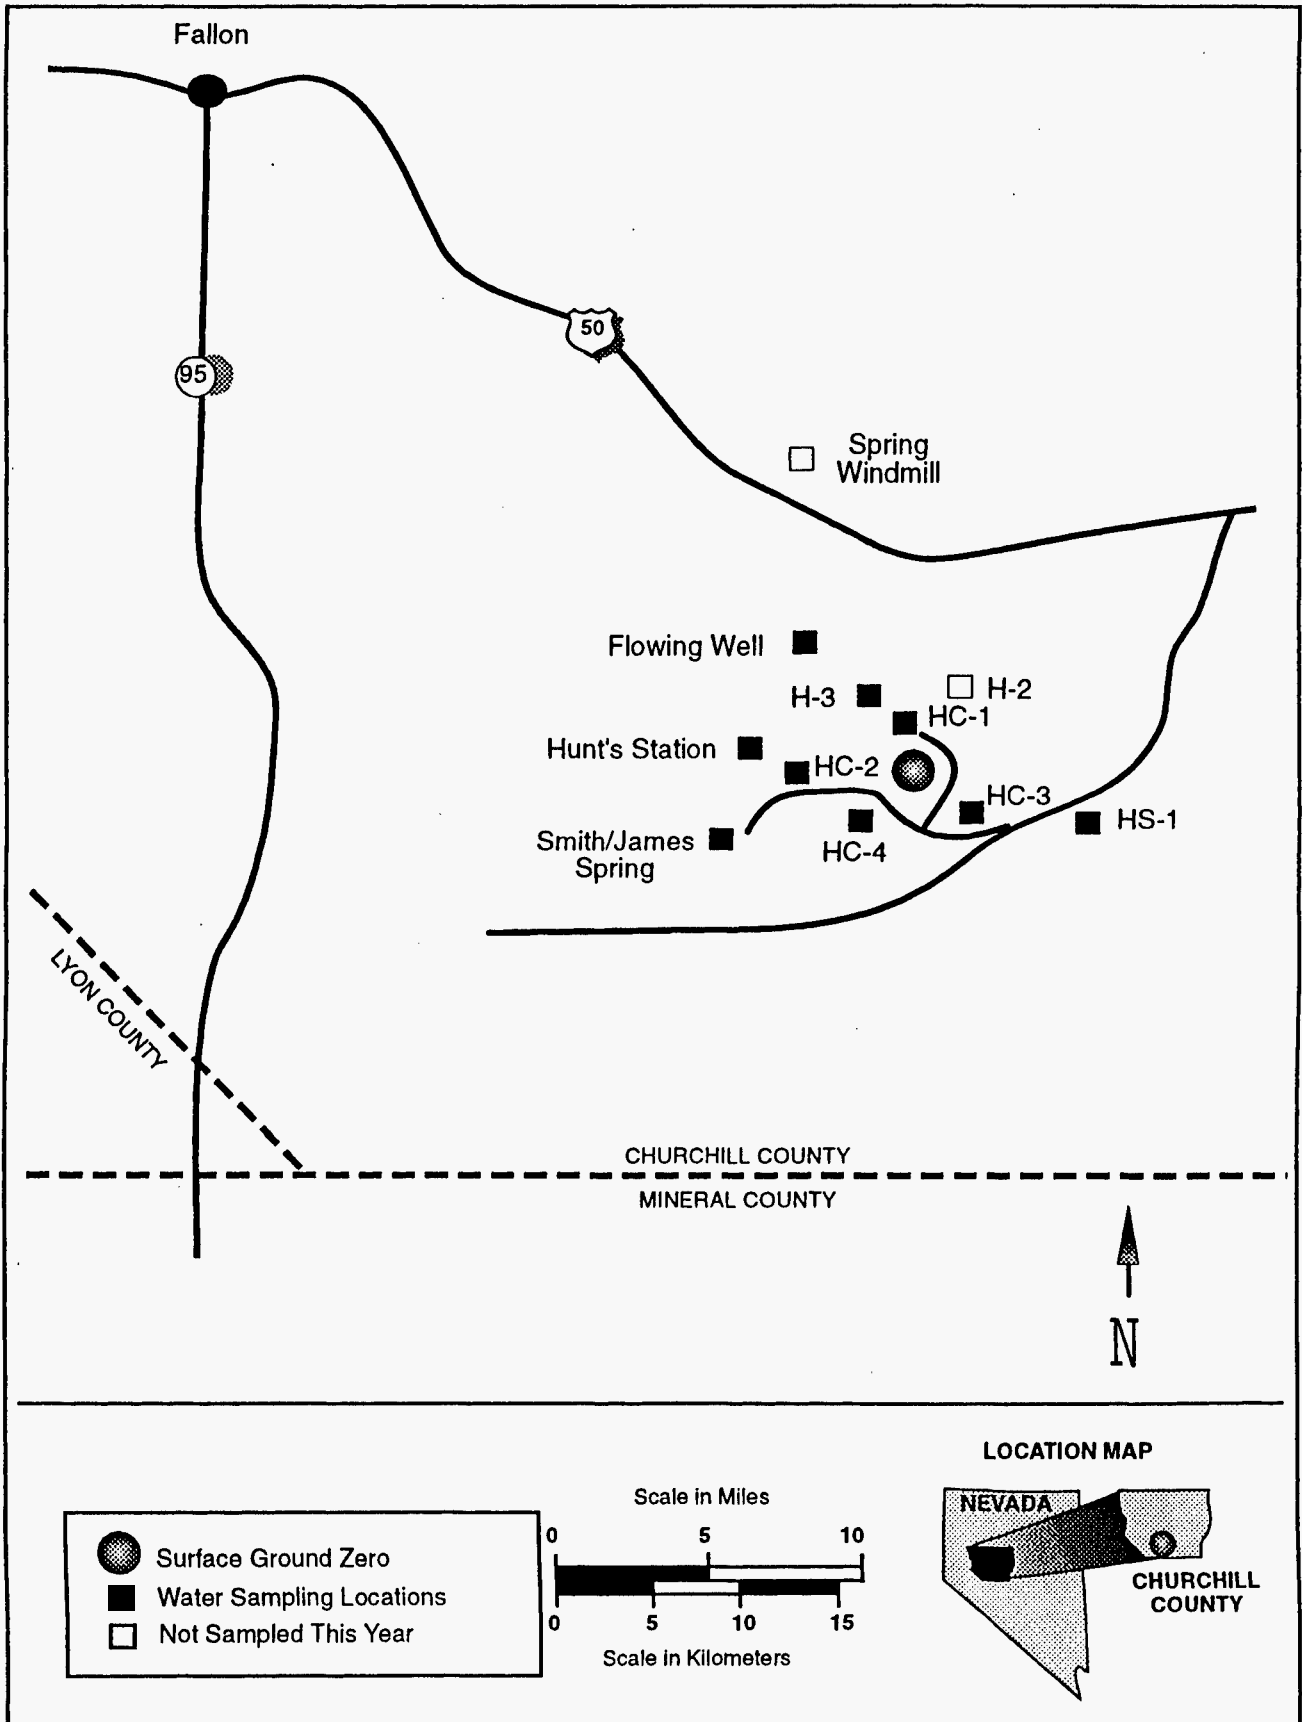 Fallon
50
95
Spring
Windmill
Flowing Well
H-3
H-2
HC-1
Hunt's Station
HC-2
HC-3
HS-1
Smith/James
Spring
HC-4
LYON COUNTY
CHURCHILL COUNTY
MINERAL COUNTY
N
LOCATION MAP
NEVADA
CHURCHILL
COUNTY
Surface Ground Zero
Water Sampling Locations
Not Sampled This Year
Scale in Miles
0 5 10
0 5 10 15
Scale in Kilometers